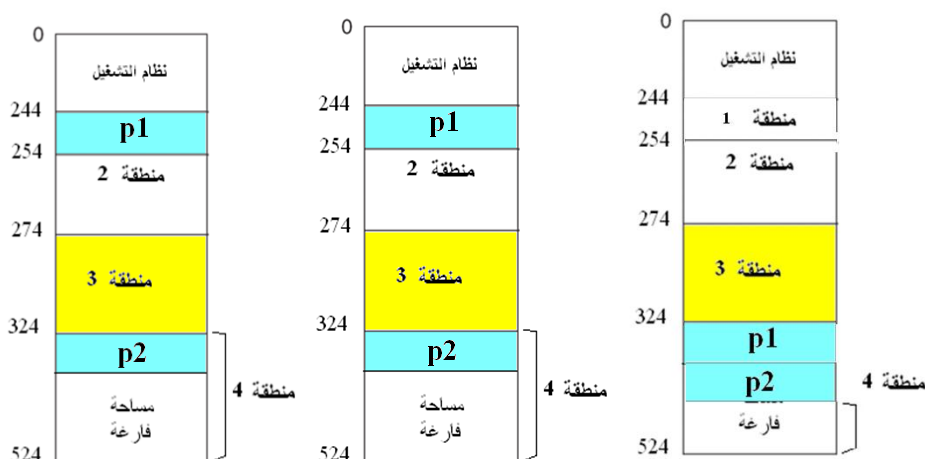 0
نظام التشغيل
244
p1
254
منطقة 2
274
منطقة 3
324
p2
منطقة 4
مساحة
فارغة
524
0
نظام التشغيل
244
p1
254
منطقة 2
274
منطقة 3
324
p2
منطقة 4
مساحة
فارغة
524
0
نظام التشغيل
244
منطقة 1
254
منطقة 2
274
منطقة 3
324
p1
p2
منطقة 4
فارغة
524